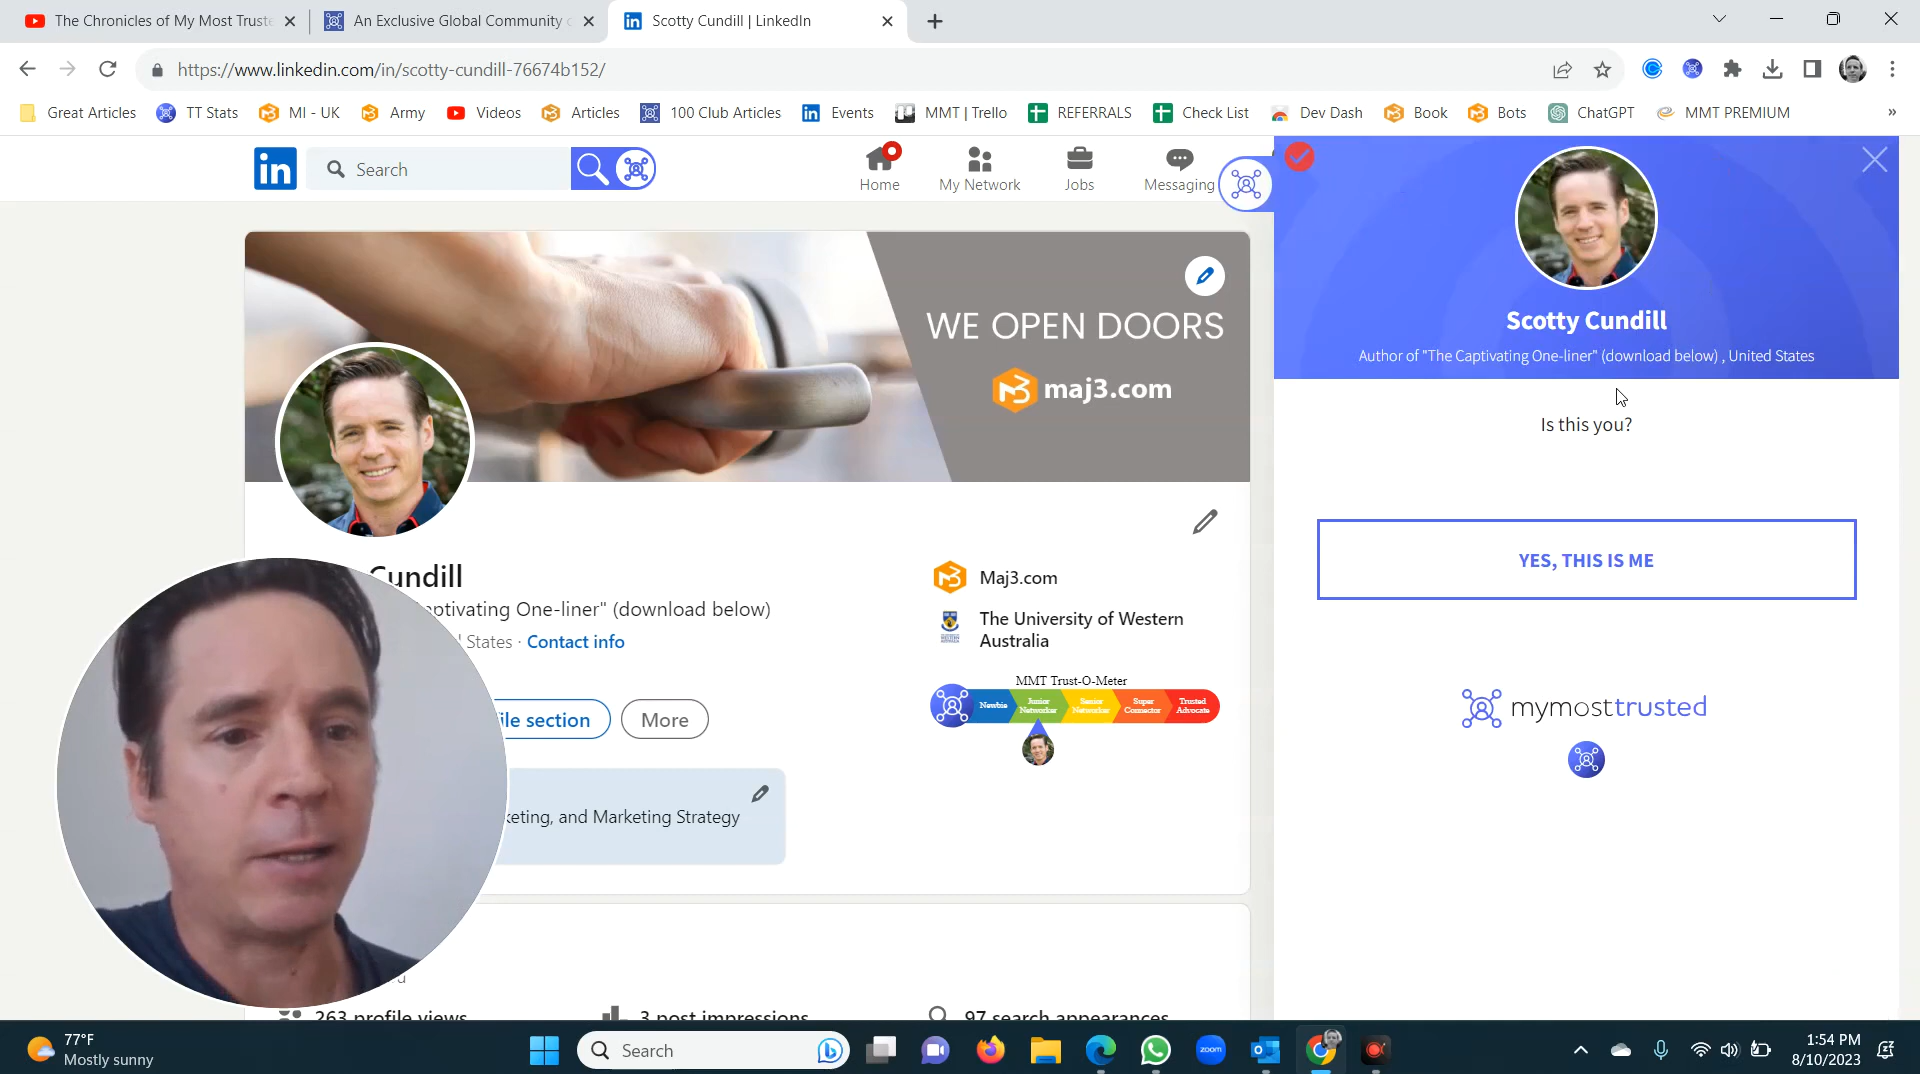 The Chronicles of My Most Truste
An Exclusive Global Community
Scotty Cundill | LinkedIn
https://www.linkedin.com/in/scotty-cundill-76674b152/
Great Articles
TT Stats
MI - UK
Army
Videos
Articles
100 Club Articles
Events
MMT | Trello
REFERRALS
Check List
Dev Dash
Book
Bots
ChatGPT
MMT PREMIUM
»
in
Search
Home
My Network
Jobs
Messaging
WE OPEN DOORS
maj3.com
Scotty Cundill
Author of "The Captivating One-liner" (download below) , United States
Is this you?
YES, THIS IS ME
mymosttrusted
Cundill
aptivating One-liner" (download below)
States · Contact info
Maj3.com
The University of Western
Australia
MMT Trust-O-Meter
Newbie
Junior
Networker
Senior
Networker
Super
Connector
Trusted
Advocate
ile section
More
keting, and Marketing Strategy
263 profile views
3 post impressions
97 search appearances
77°F
Mostly sunny
Search
zoom
1:54 PM
8/10/2023